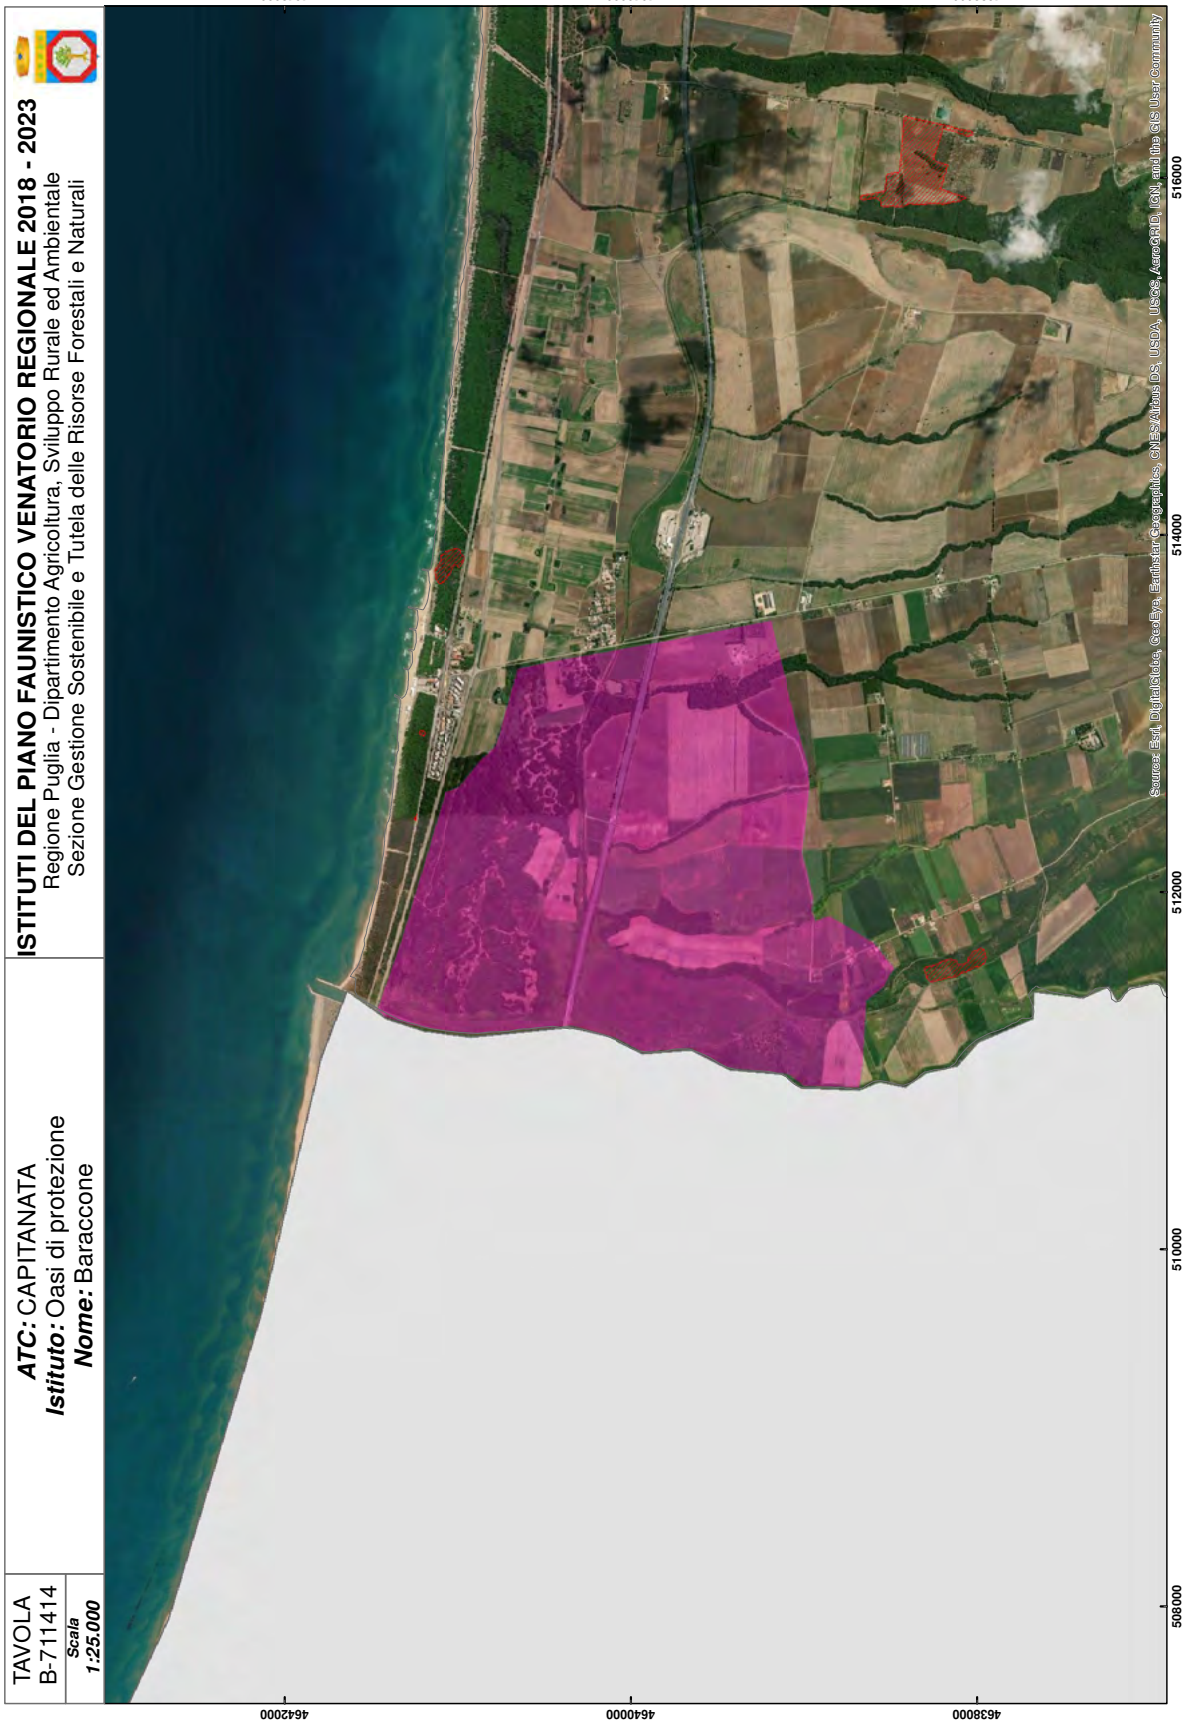 TAVOLA
B-711414
Scala
1:25.000
ATC: CAPITANATA
Istituto: Oasi di protezione
Nome: Baraccone
ISTITUTI DEL PIANO FAUNISTICO VENATORIO REGIONALE 2018 - 2023
Regione Puglia - Dipartimento Agricoltura, Sviluppo Rurale ed Ambientale
Sezione Gestione Sostenibile e Tutela delle Risorse Forestali e Naturali
4642000
4640000
4638000
508000
510000
512000
514000
516000
Source: Esri, DigitalGlobe, GeoEye, Earthstar Geographics, CNES/Airbus DS, USDA, USGS, AeroGRID, IGN, and the GIS User Community